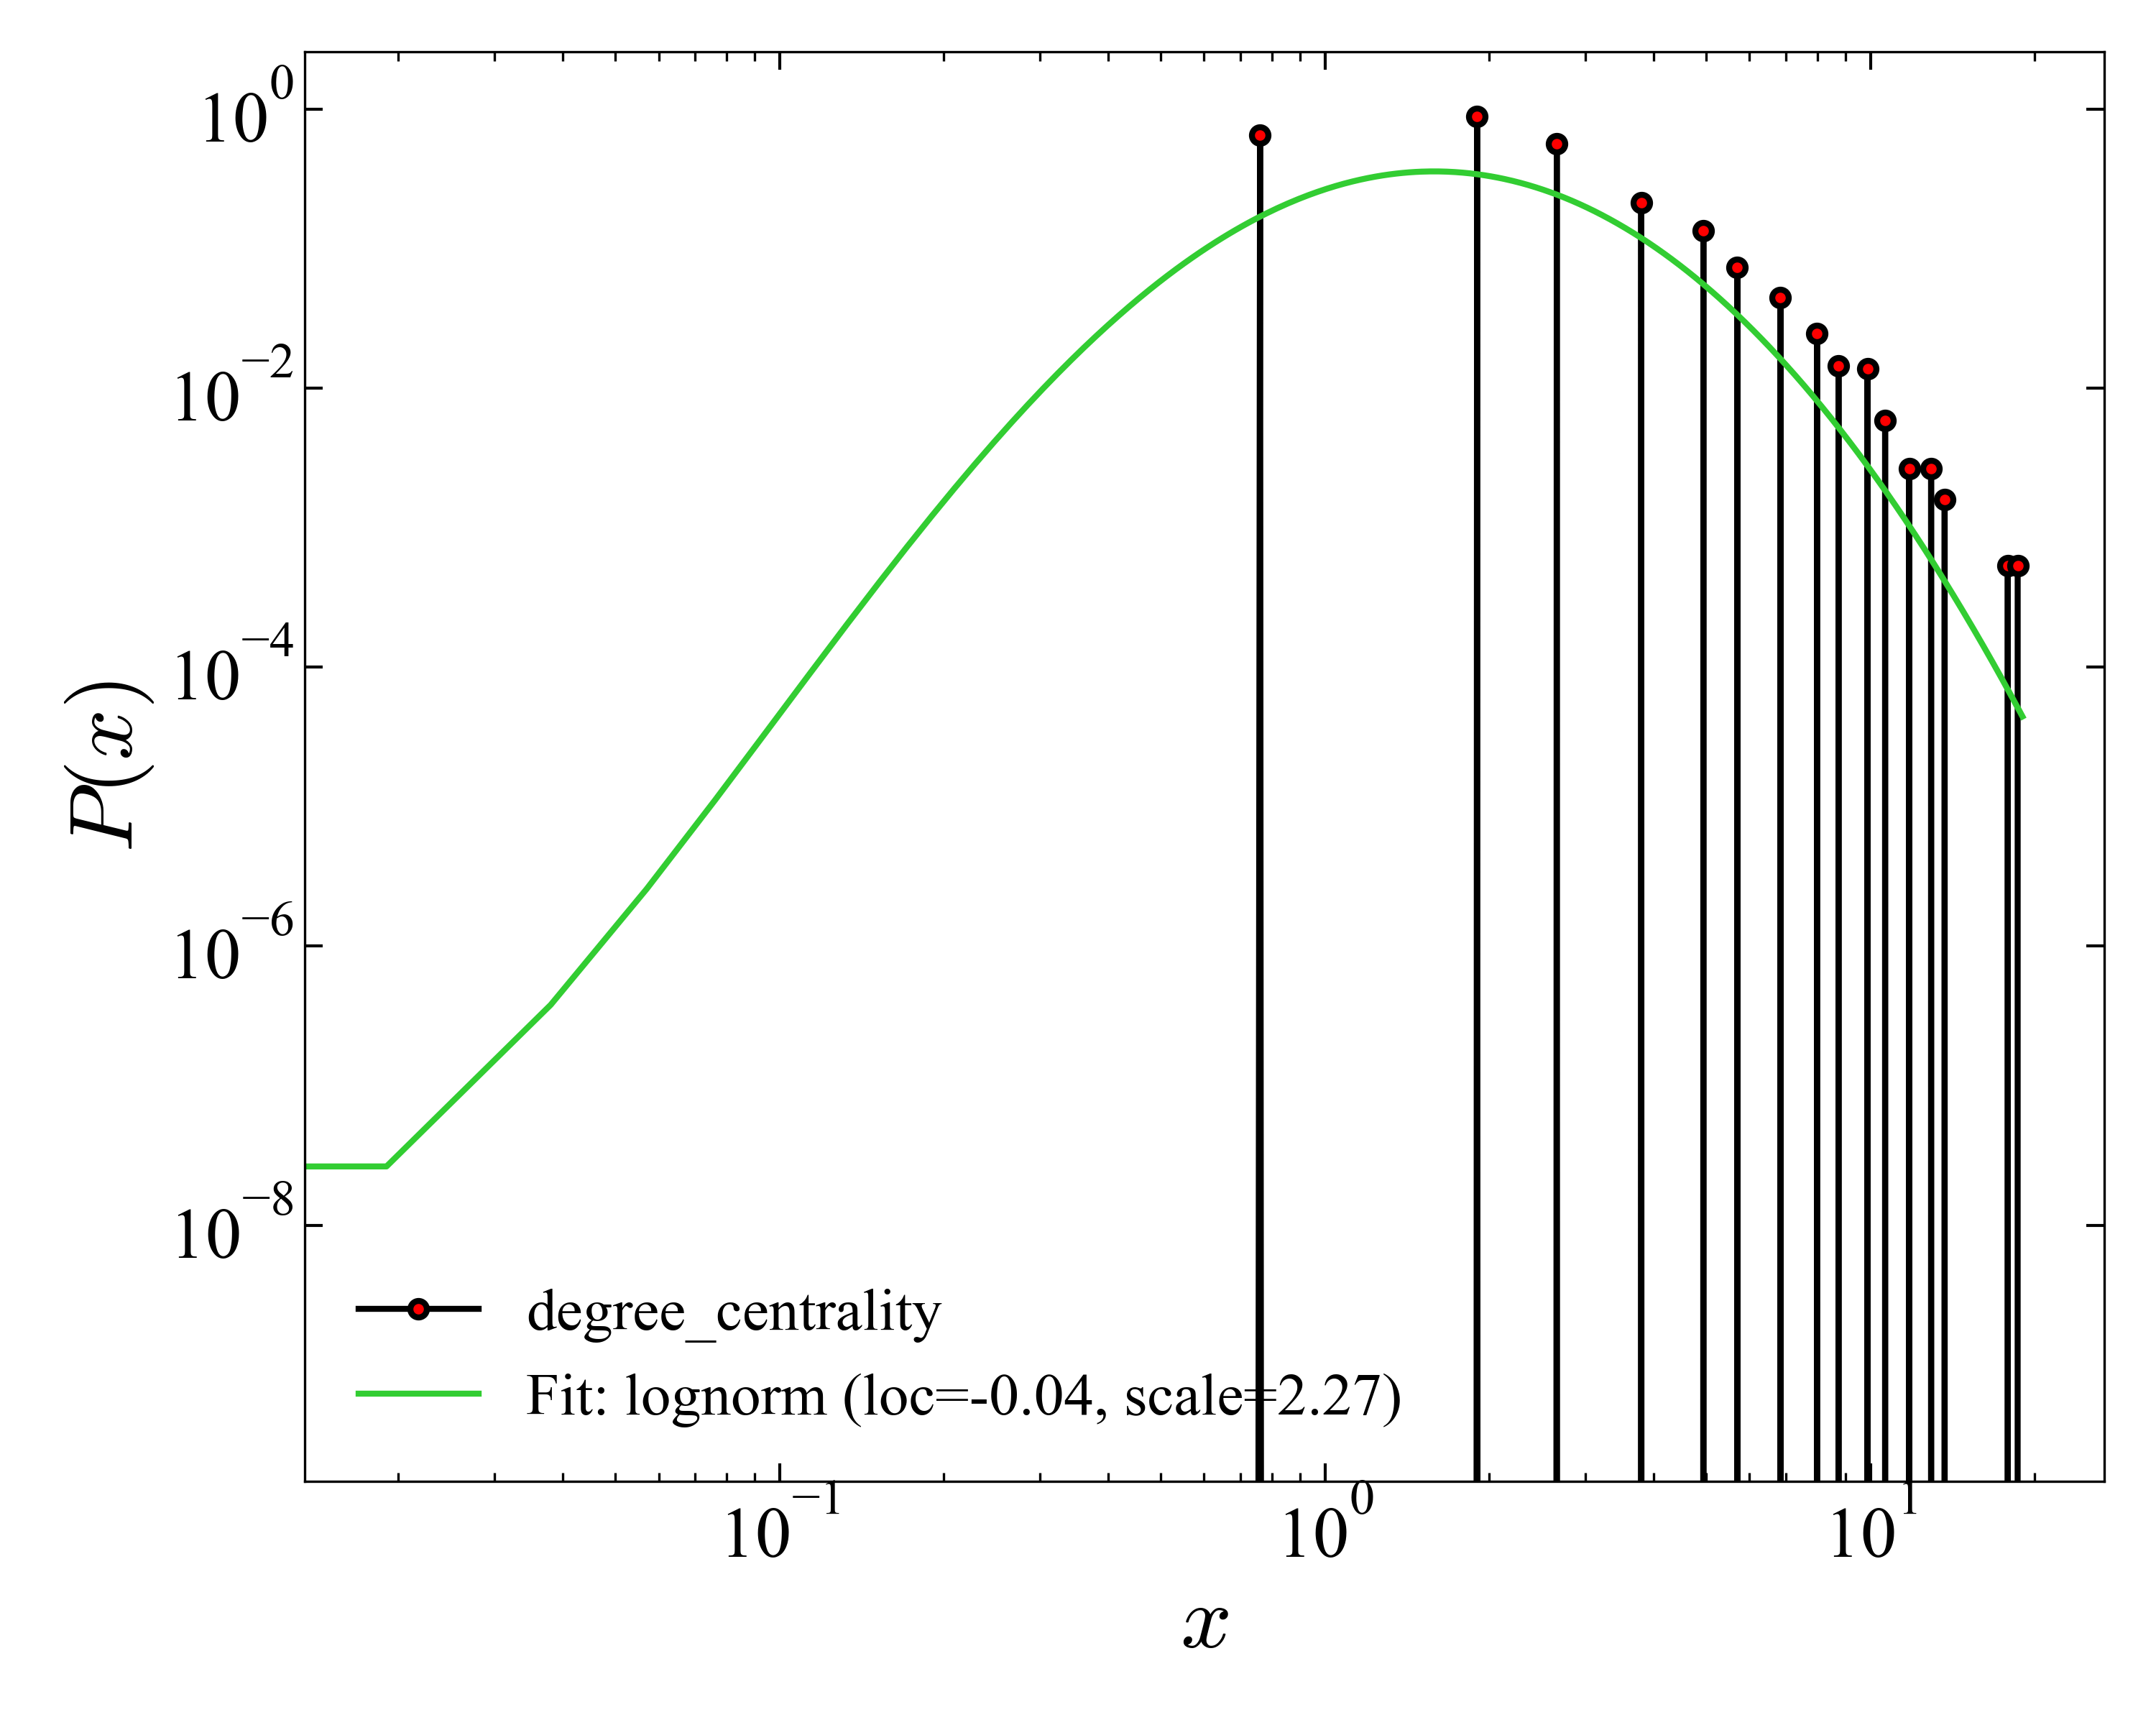 10^0
10^−2
10^−4
10^−6
10^−8
P(x)
degree_centrality
Fit: lognorm (loc=-0.04, scale=2.27)
10^−1 10^0 10^1
x